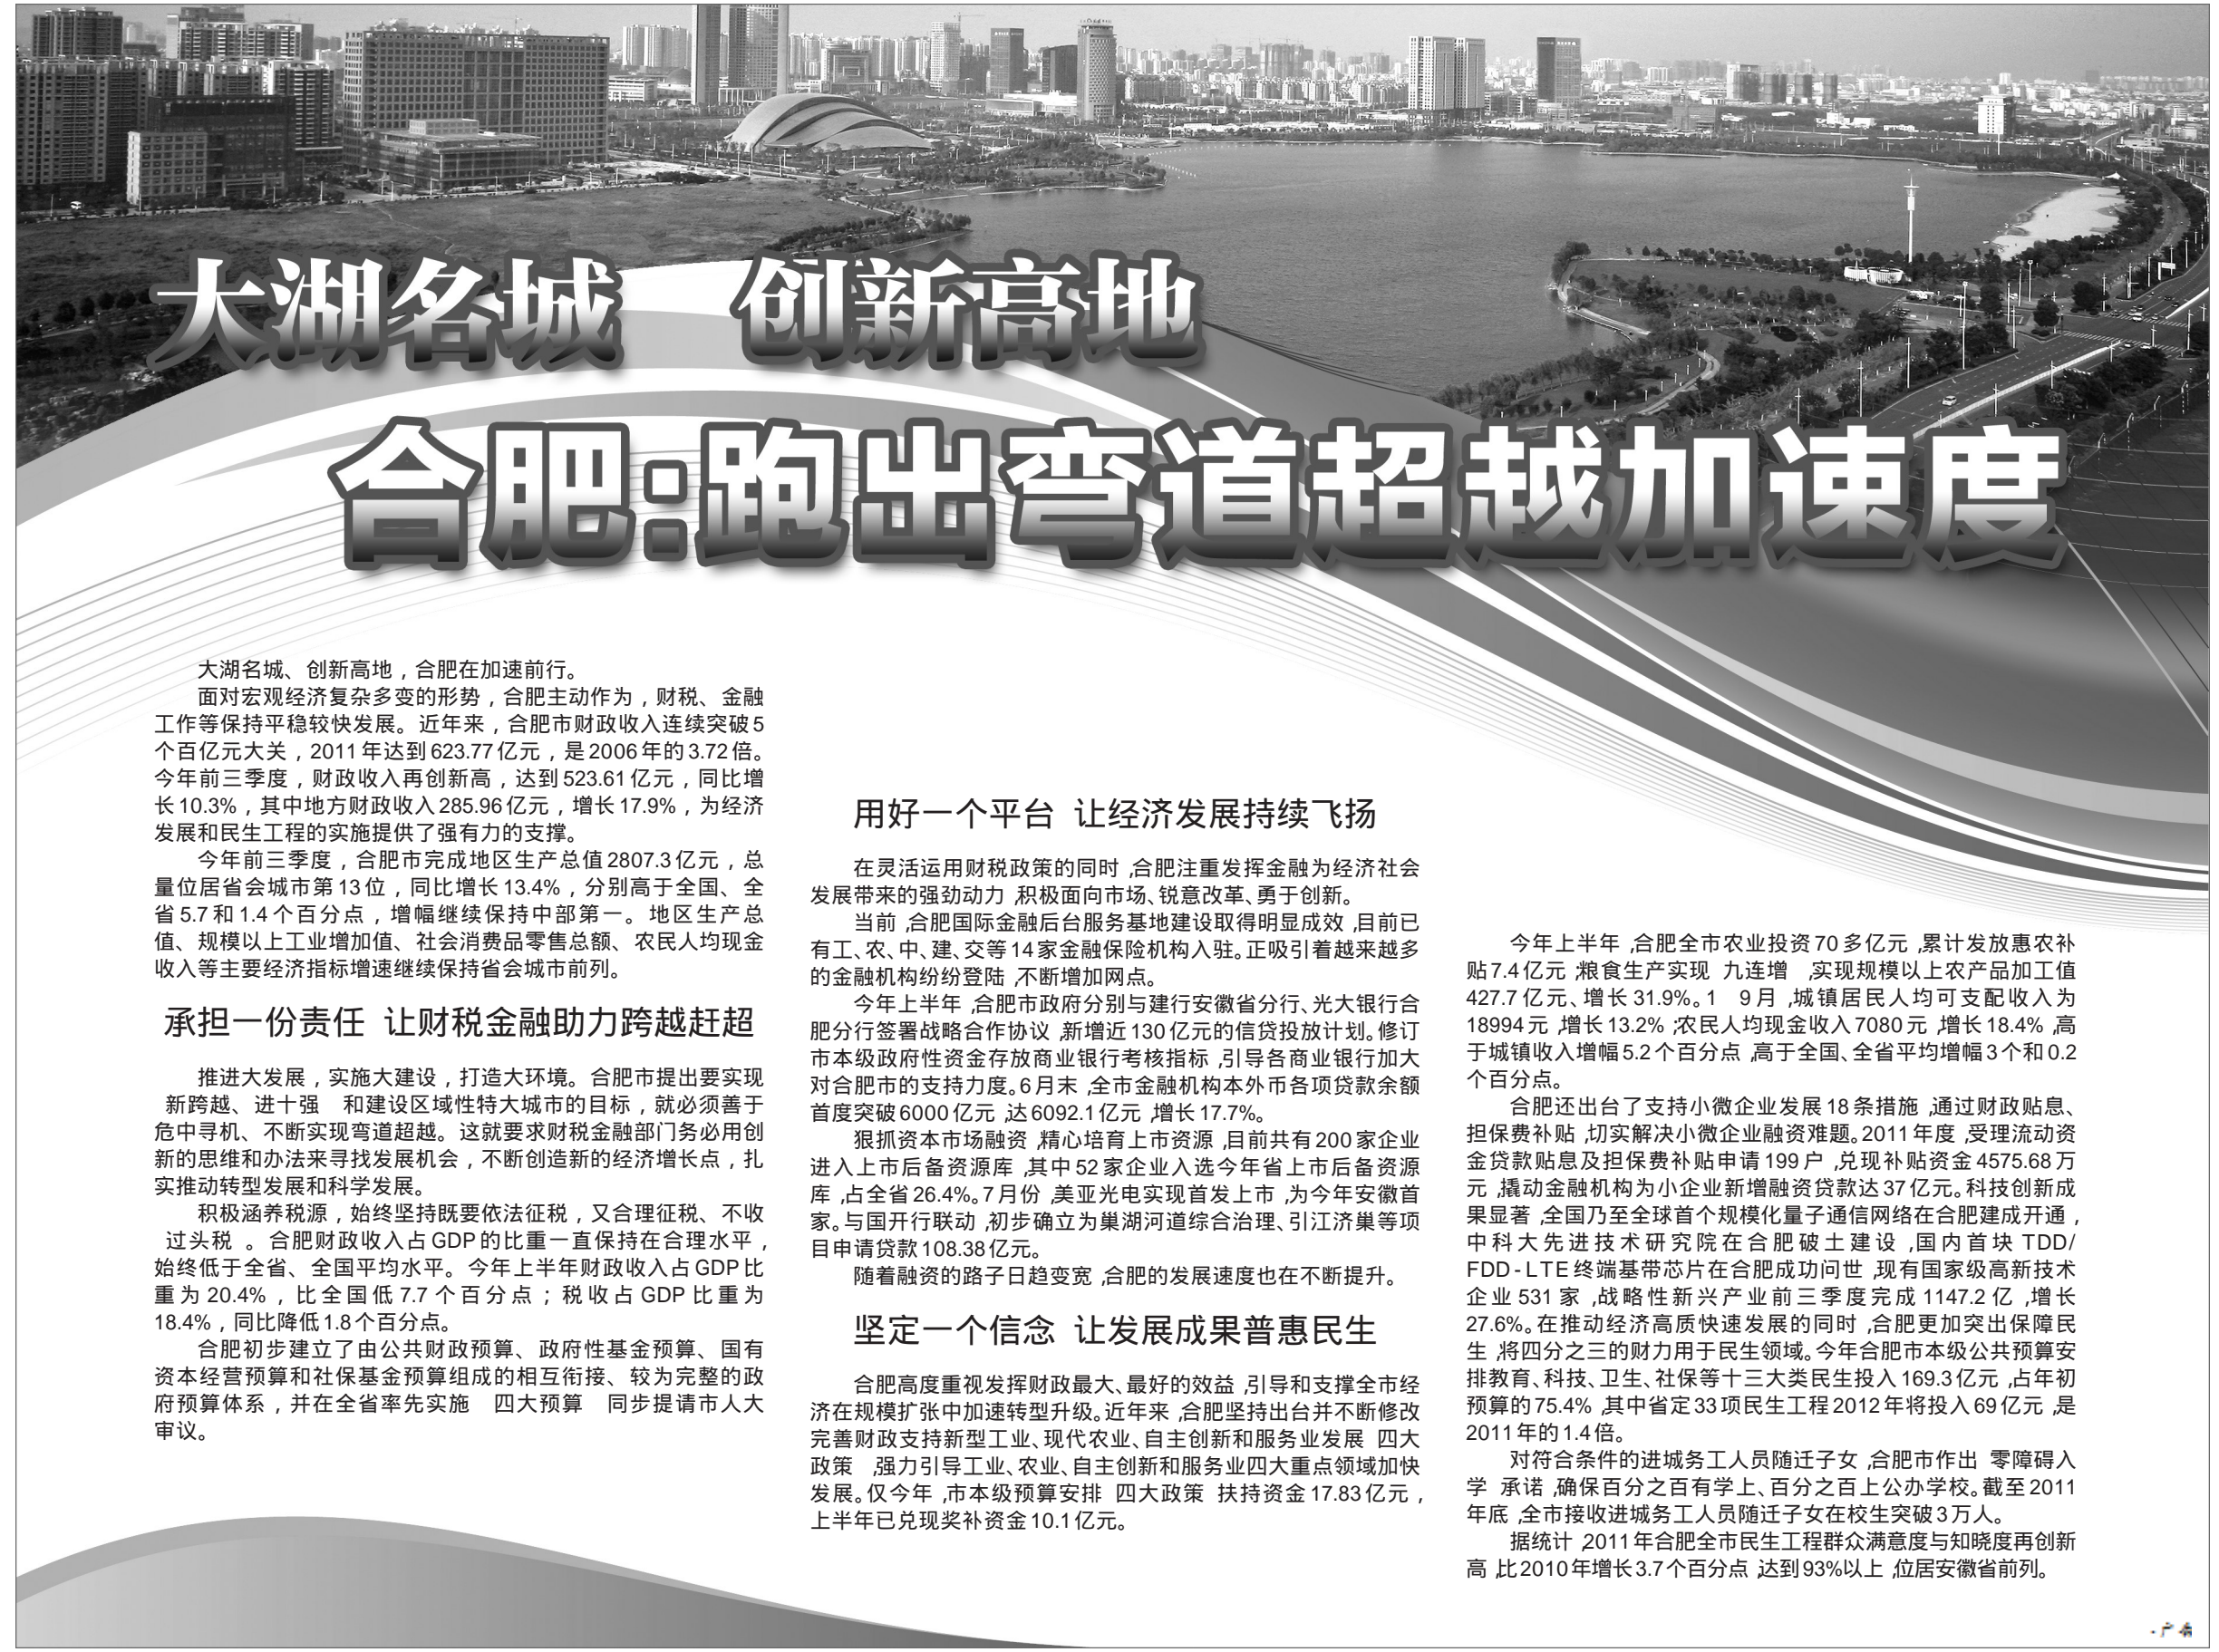 大湖名城　创新高地
合肥:跑出弯道超越加速度
大湖名城、创新高地，合肥在加速前行。
面对宏观经济复杂多变的形势，合肥主动作为，财税、金融
工作等保持平稳较快发展。近年来，合肥市财政收入连续突破5
个百亿元大关，2011年达到623.77亿元，是2006年的3.72倍。
今年前三季度，财政收入再创新高，达到523.61亿元，同比增
长10.3%，其中地方财政收入285.96亿元，增长17.9%，为经济
发展和民生工程的实施提供了强有力的支撑。
今年前三季度，合肥市完成地区生产总值2807.3亿元，总
量位居省会城市第13位，同比增长13.4%，分别高于全国、全
省5.7和1.4个百分点，增幅继续保持中部第一。地区生产总
值、规模以上工业增加值、社会消费品零售总额、农民人均现金
收入等主要经济指标增速继续保持省会城市前列。
承担一份责任 让财税金融助力跨越赶超
推进大发展，实施大建设，打造大环境。合肥市提出要实现
新跨越、进十强　和建设区域性特大城市的目标，就必须善于
危中寻机、不断实现弯道超越。这就要求财税金融部门务必用创
新的思维和办法来寻找发展机会，不断创造新的经济增长点，扎
实推动转型发展和科学发展。
积极涵养税源，始终坚持既要依法征税，又合理征税、不收
过头税 。合肥财政收入占GDP的比重一直保持在合理水平，
始终低于全省、全国平均水平。今年上半年财政收入占GDP比
重为20.4%，比全国低7.7个百分点；税收占GDP比重为
18.4%，同比降低1.8个百分点。
合肥初步建立了由公共财政预算、政府性基金预算、国有
资本经营预算和社保基金预算组成的相互衔接、较为完整的政
府预算体系，并在全省率先实施　四大预算　同步提请市人大
审议。
用好一个平台 让经济发展持续飞扬
在灵活运用财税政策的同时,合肥注重发挥金融为经济社会
发展带来的强劲动力,积极面向市场、锐意改革、勇于创新。
当前,合肥国际金融后台服务基地建设取得明显成效,目前已
有工、农、中、建、交等14家金融保险机构入驻。正吸引着越来越多
的金融机构纷纷登陆,不断增加网点。
今年上半年,合肥市政府分别与建行安徽省分行、光大银行合
肥分行签署战略合作协议,新增近130亿元的信贷投放计划。修订
市本级政府性资金存放商业银行考核指标,引导各商业银行加大
对合肥市的支持力度。6月末,全市金融机构本外币各项贷款余额
首度突破6000亿元,达6092.1亿元,增长17.7%。
狠抓资本市场融资,精心培育上市资源,目前共有200家企业
进入上市后备资源库,其中52家企业入选今年省上市后备资源
库,占全省26.4%。7月份,美亚光电实现首发上市,为今年安徽首
家。与国开行联动,初步确立为巢湖河道综合治理、引江济巢等项
目申请贷款108.38亿元。
随着融资的路子日趋变宽,合肥的发展速度也在不断提升。
坚定一个信念 让发展成果普惠民生
合肥高度重视发挥财政最大、最好的效益,引导和支撑全市经
济在规模扩张中加速转型升级。近年来,合肥坚持出台并不断修改
完善财政支持新型工业、现代农业、自主创新和服务业发展 四大
政策 ,强力引导工业、农业、自主创新和服务业四大重点领域加快
发展。仅今年,市本级预算安排 四大政策 扶持资金17.83亿元,
上半年已兑现奖补资金10.1亿元。
今年上半年,合肥全市农业投资70多亿元,累计发放惠农补
贴7.4亿元;粮食生产实现 九连增 ,实现规模以上农产品加工值
427.7亿元、增长31.9%。1　9月,城镇居民人均可支配收入为
18994元,增长13.2%;农民人均现金收入7080元,增长18.4%,高
于城镇收入增幅5.2个百分点,高于全国、全省平均增幅3个和0.2
个百分点。
合肥还出台了支持小微企业发展18条措施,通过财政贴息、
担保费补贴,切实解决小微企业融资难题。2011年度,受理流动资
金贷款贴息及担保费补贴申请199户,兑现补贴资金4575.68万
元,撬动金融机构为小企业新增融资贷款达37亿元。科技创新成
果显著,全国乃至全球首个规模化量子通信网络在合肥建成开通,
中科大先进技术研究院在合肥破土建设,国内首块TDD/
FDD-LTE终端基带芯片在合肥成功问世,现有国家级高新技术
企业531家,战略性新兴产业前三季度完成1147.2亿,增长
27.6%。在推动经济高质快速发展的同时,合肥更加突出保障民
生,将四分之三的财力用于民生领域。今年合肥市本级公共预算安
排教育、科技、卫生、社保等十三大类民生投入169.3亿元,占年初
预算的75.4%,其中省定33项民生工程2012年将投入69亿元,是
2011年的1.4倍。
对符合条件的进城务工人员随迁子女,合肥市作出 零障碍入
学 承诺,确保百分之百有学上、百分之百上公办学校。截至2011
年底,全市接收进城务工人员随迁子女在校生突破3万人。
据统计,2011年合肥全市民生工程群众满意度与知晓度再创新
高,比2010年增长3.7个百分点,达到93%以上,位居安徽省前列。
·广告